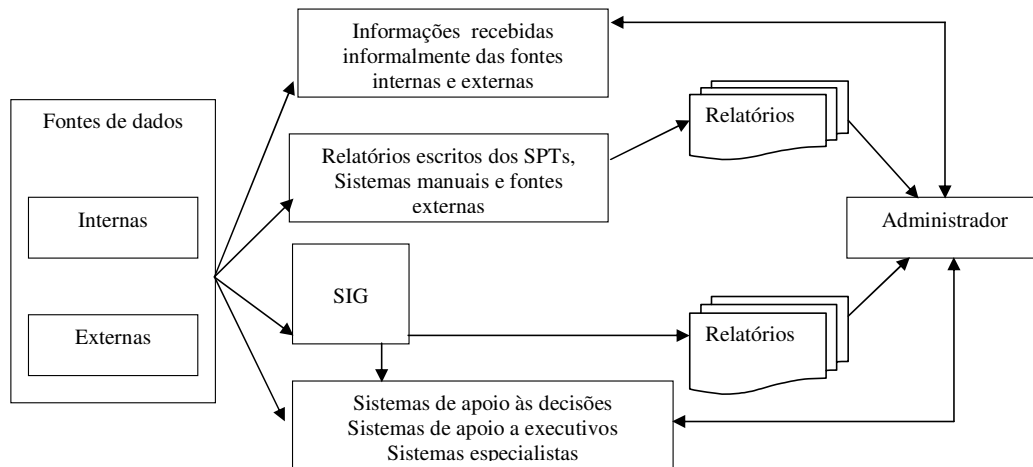 Informações recebidas
informalmente das fontes
internas e externas
Fontes de dados
Internas
Externas
Relatórios escritos dos SPTs,
Sistemas manuais e fontes
externas
Relatórios
SIG
Relatórios
Administrador
Sistemas de apoio às decisões
Sistemas de apoio a executivos
Sistemas especialistas